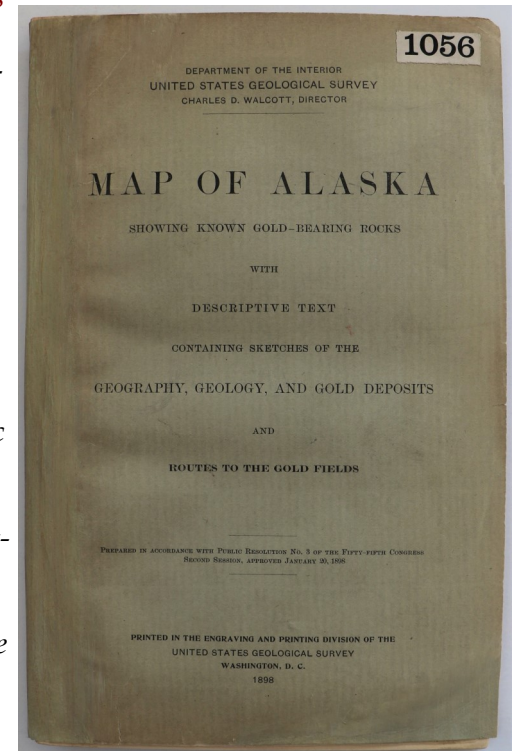 1056
DEPARTMENT OF THE INTERIOR
UNITED STATES GEOLOGICAL SURVEY
CHARLES D. WALCOTT, DIRECTOR
MAP OF ALASKA
SHOWING KNOWN GOLD-BEARING ROCKS
WITH
DESCRIPTIVE TEXT
CONTAINING SKETCHES OF THE
GEOGRAPHY, GEOLOGY, AND GOLD DEPOSITS
AND
ROUTES TO THE GOLD FIELDS
PREPARED IN ACCORDANCE WITH PUBLIC RESOLUTION NO. 3 OF THE FIFTY-FIFTH CONGRESS
SECOND SESSION, APPROVED JANUARY 20, 1898
PRINTED IN THE ENGRAVING AND PRINTING DIVISION OF THE
UNITED STATES GEOLOGICAL SURVEY
WASHINGTON, D. C.
1898